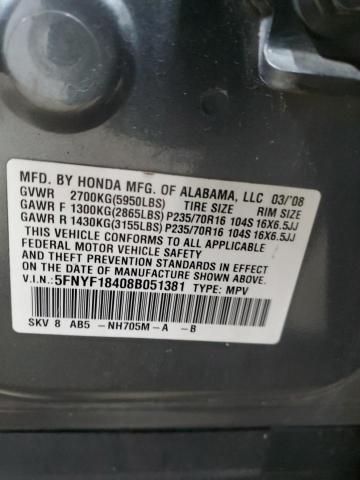 MFD. BY HONDA MFG. OF ALABAMA, LLC 03/'08
GVWR 2700KG(5950LBS) TIRE SIZE RIM SIZE
GAWR F 1300KG(2865LBS) P235/70R16 104S 16X6.5JJ
GAWR R 1430KG(3155LBS) P235/70R16 104S 16X6.5JJ
THIS VEHICLE CONFORMS TO ALL APPLICABLE
FEDERAL MOTOR VEHICLE SAFETY
AND THEFT PREVENTION STANDARDS IN EFFECT
ON THE DATE OF MANUFACTURE SHOWN ABOVE.
V.I.N.: 5FNYF18408B051381 TYPE: MPV
SKV 8 AB5 -NH705M-A -B